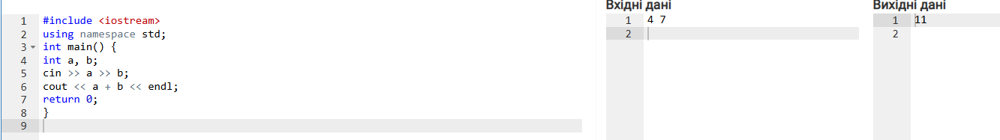 1 #include <iostream>
2 using namespace std;
3 int main() {
4 int a, b;
5 cin >> a >> b;
6 cout << a + b << endl;
7 return 0;
8 }
9
Вхідні дані
1 4 7
2
Вихідні дані
1 11
2